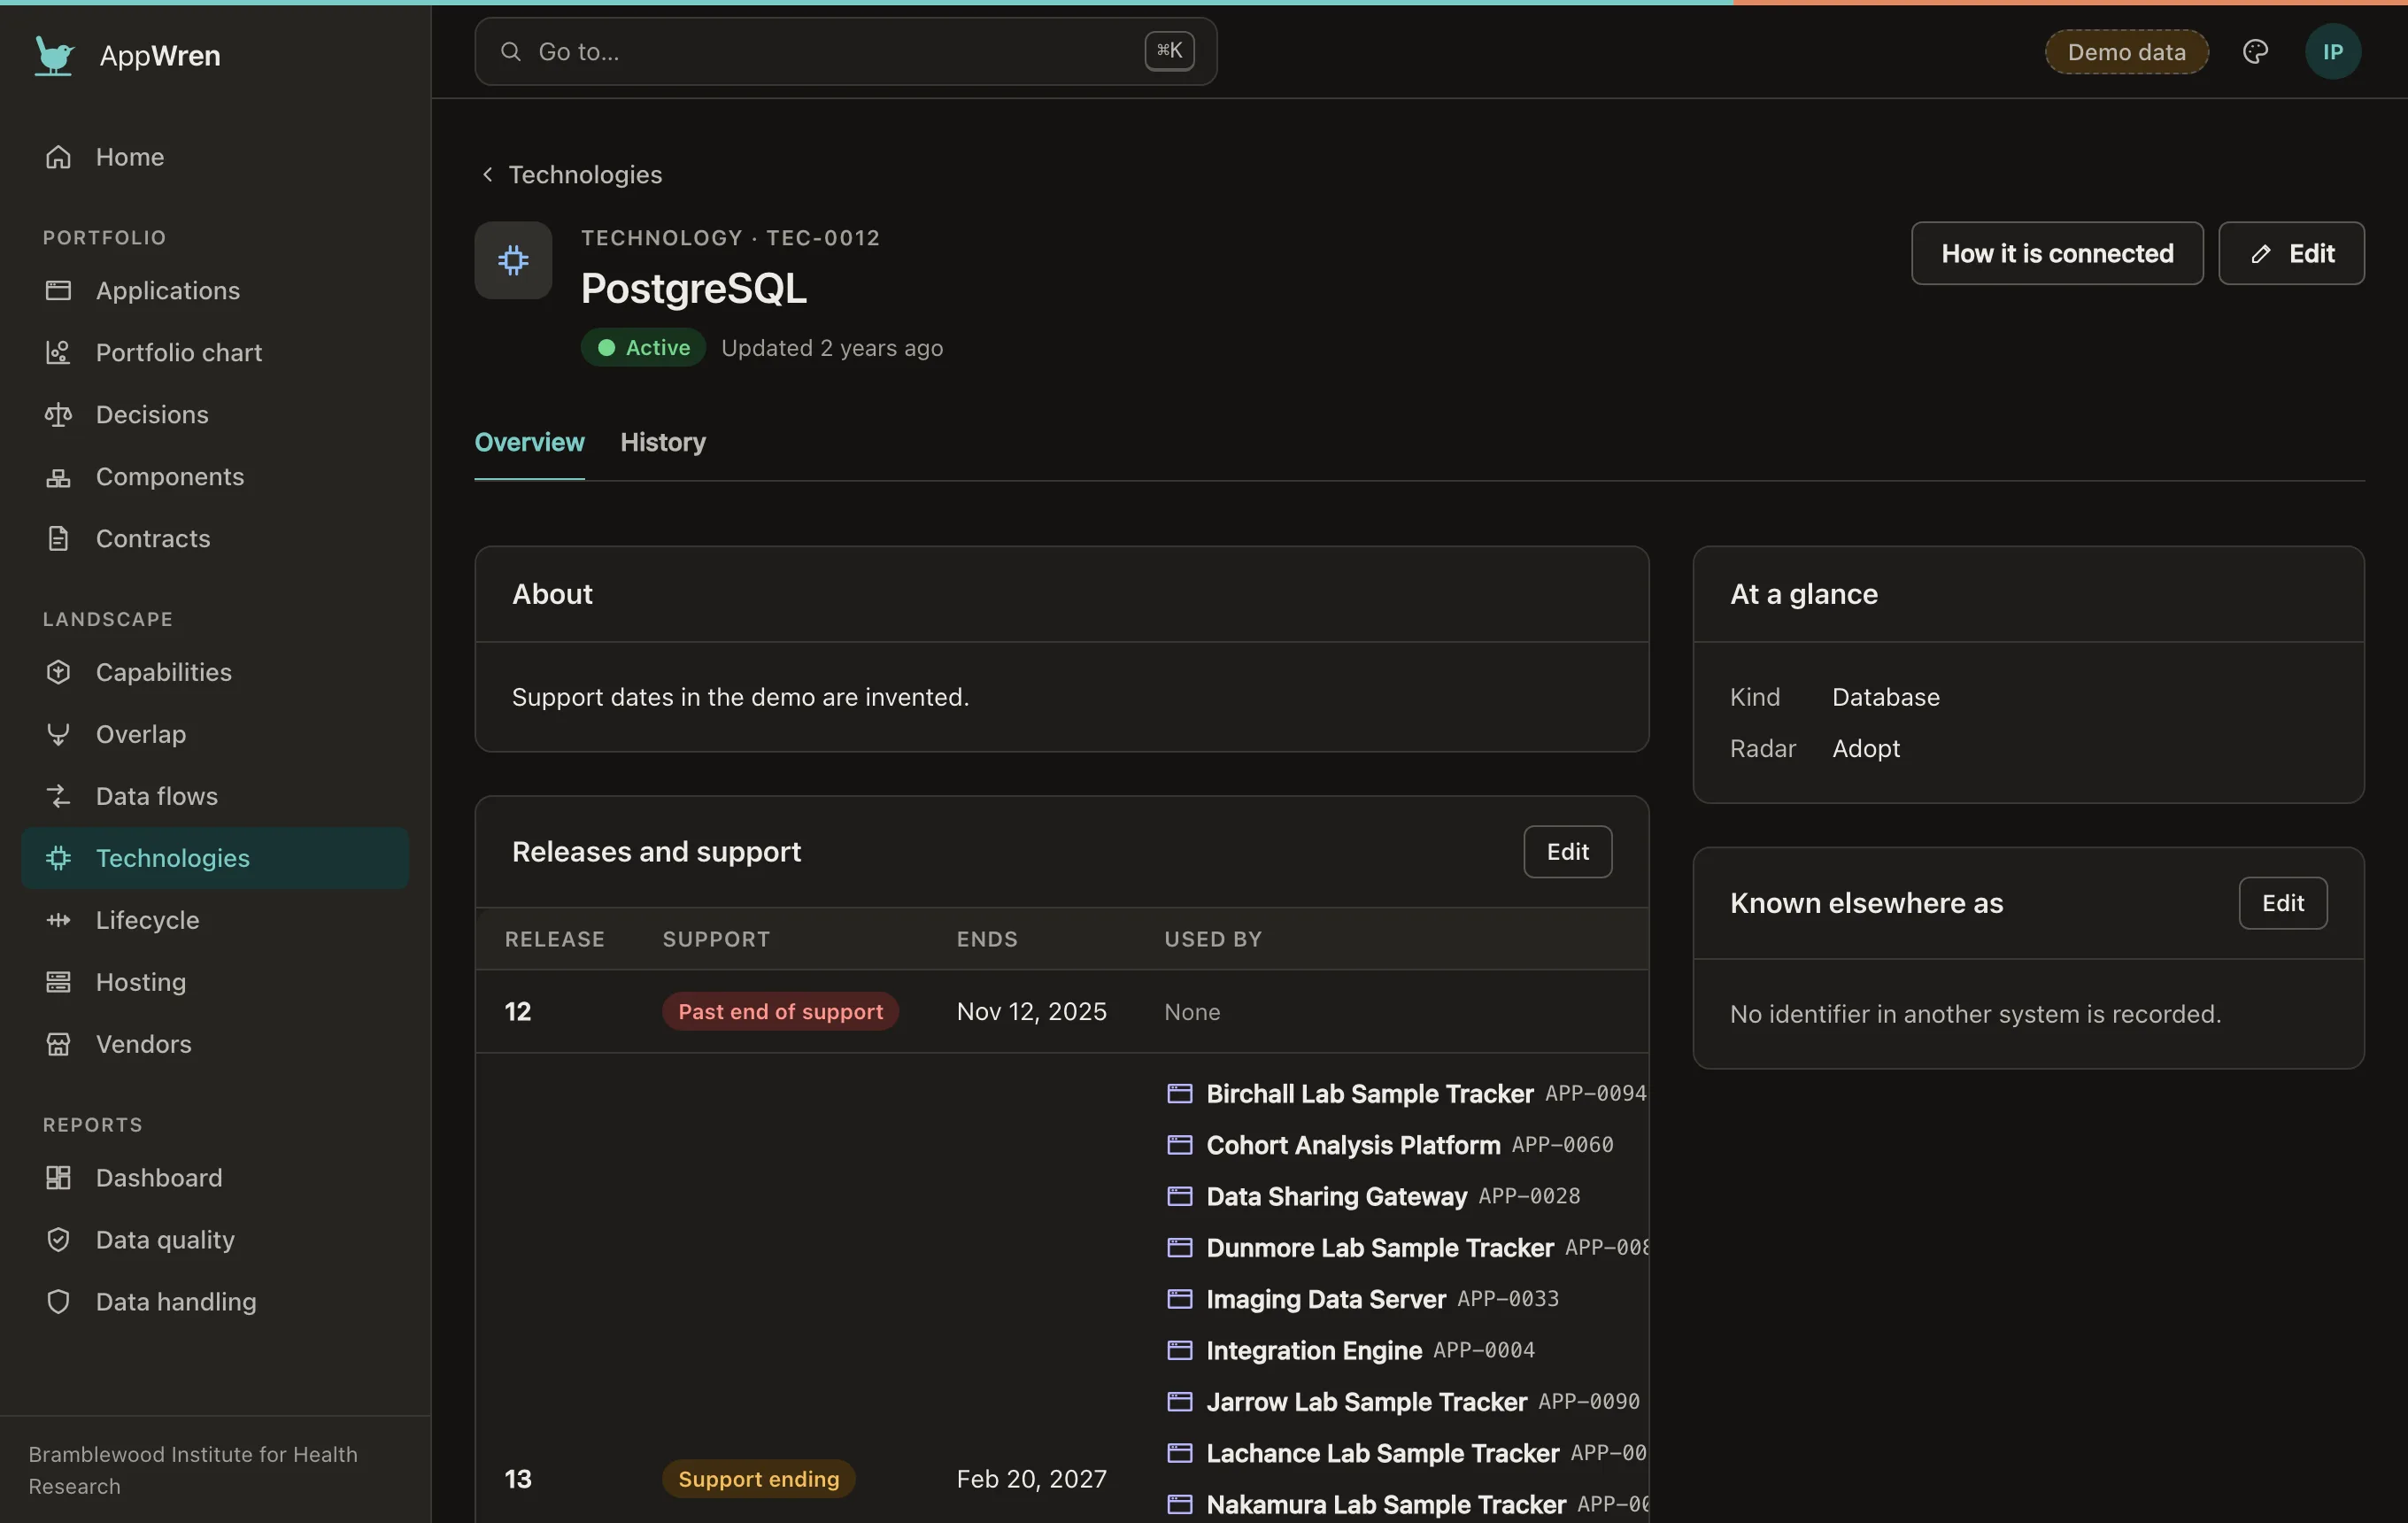 AppWren
Go to...
⌘K
Demo data
IP
Home
PORTFOLIO
Applications
Portfolio chart
Decisions
Components
Contracts
LANDSCAPE
Capabilities
Overlap
Data flows
Technologies
Lifecycle
Hosting
Vendors
REPORTS
Dashboard
Data quality
Data handling
Bramblewood Institute for Health
Research
Technologies
TECHNOLOGY · TEC-0012
PostgreSQL
Active Updated 2 years ago
How it is connected
Edit
Overview History
About
Support dates in the demo are invented.
Releases and support Edit
RELEASE SUPPORT ENDS USED BY
12 Past end of support Nov 12, 2025 None
Birchall Lab Sample Tracker APP-0094
Cohort Analysis Platform APP-0060
Data Sharing Gateway APP-0028
Dunmore Lab Sample Tracker
Imaging Data Server APP-0033
Integration Engine APP-0004
Jarrow Lab Sample Tracker APP-0090
Lachance Lab Sample Tracker
13 Support ending Feb 20, 2027
Nakamura Lab Sample Tracker
At a glance
Kind Database
Radar Adopt
Known elsewhere as Edit
No identifier in another system is recorded.